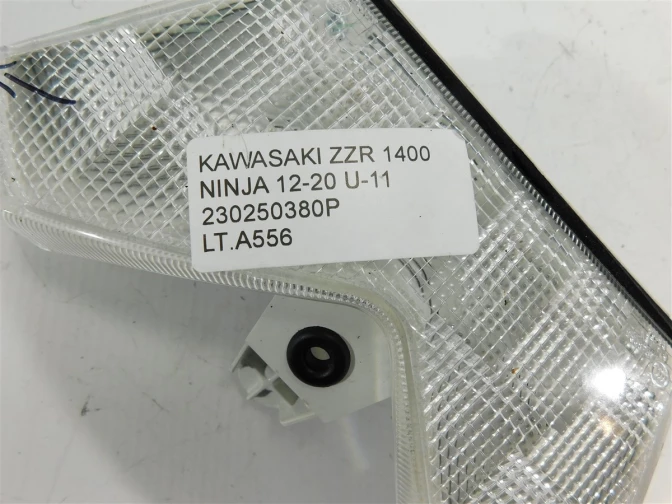 KAWASAKI ZZR 1400
NINJA 12-20 U-11
230250380P
LT.A556